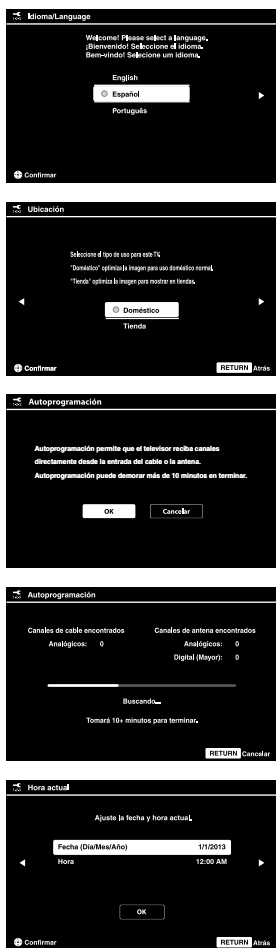 Idioma/Language
Welcome! Please select a language.
¡Bienvenido! Seleccione el idioma.
Bem-vindo! Selecione um idioma.
English
Español
Português
Confirmar
Ubicación
Seleccione el tipo de uso para este TV.
"Doméstico" optimiza la imagen para uso doméstico normal.
"Tienda" optimiza la imagen para mostrar en tiendas.
Doméstico
Tienda
Confirmar RETURN Atrás
Autoprogramación
Autoprogramación permite que el televisor reciba canales
directamente desde la entrada del cable o la antena.
Autoprogramación puede demorar más de 10 minutos en terminar.
OK Cancelar
Autoprogramación
Canales de cable encontrados Canales de antena encontrados
Analógicos: 0 Analógicos: 0
Digital (Mayor): 0
Buscando...
Tomará 10+ minutos para terminar.
RETURN Cancelar
Hora actual
Ajuste la fecha y hora actual.
Fecha (Día/Mes/Año) 1/1/2013
Hora 12:00 AM
OK
Confirmar RETURN Atrás